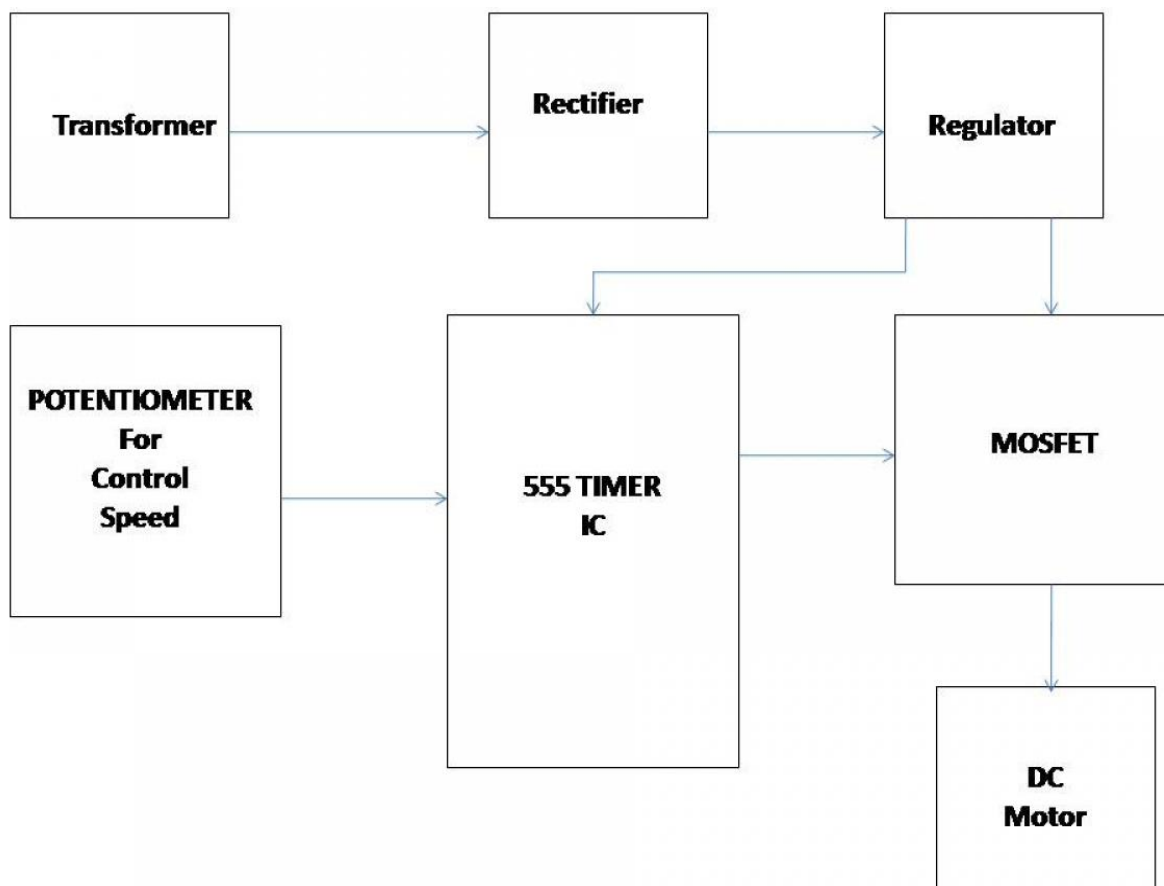 Transformer
Rectifier
Regulator
POTENTIOMETER
For
Control
Speed
555 TIMER
IC
MOSFET
DC
Motor